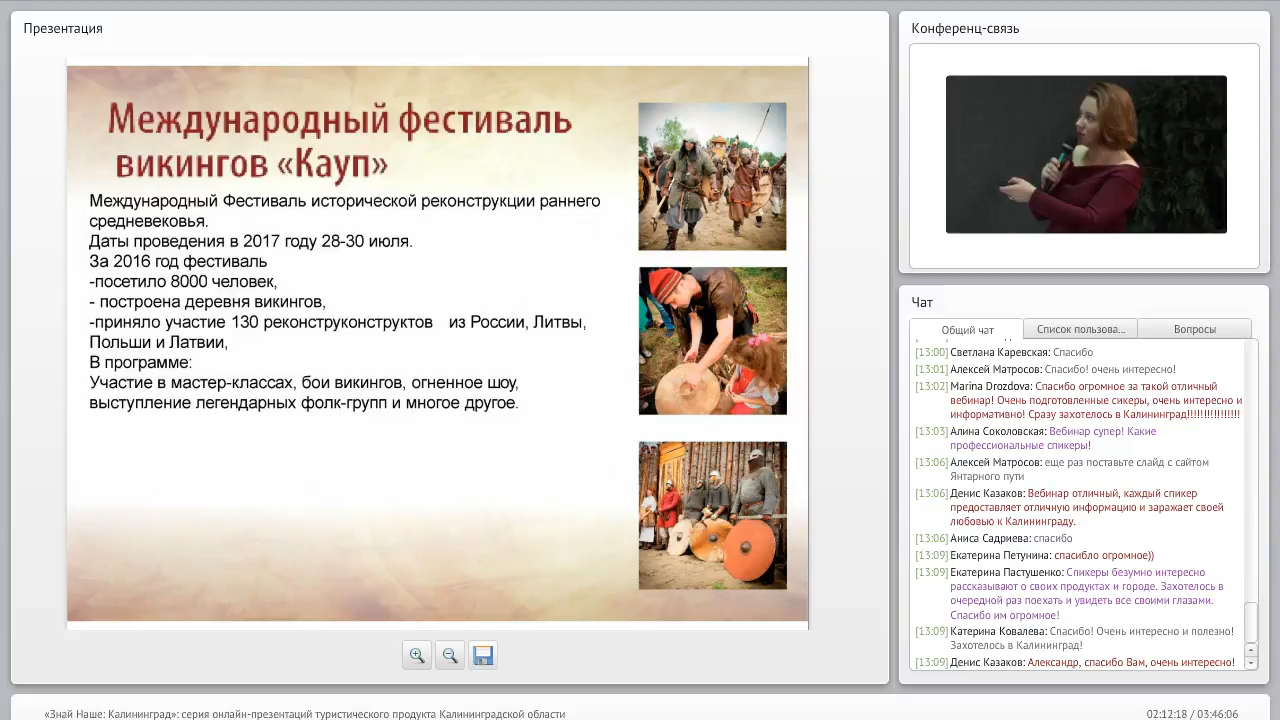 Презентация
Международный фестиваль
викингов «Кауп»
Международный Фестиваль исторической реконструкции раннего
средневековья.
Даты проведения в 2017 году 28-30 июля.
За 2016 год фестиваль
-посетило 8000 человек,
- построена деревня викингов,
-приняло участие 130 реконструконструктов из России, Литвы,
Польши и Латвии,
В программе:
Участие в мастер-классах, бои викингов, огненное шоу,
выступление легендарных фолк-групп и многое другое.
Конференц-связь
Чат
Общий чат
Список пользова...
Вопросы
[13:00] Светлана Каревская: Спасибо
[13:01] Алексей Матросов: Спасибо! очень интересно!
[13:02] Marina Drozdova: Спасибо огромное за такой отличный
вебинар! Очень подготовленные сикеры, очень интересно и
информативно! Сразу захотелось в Калининград!!!!!!!!!!!!!!!!
[13:03] Алина Соколовская: Вебинар супер! Какие
профессиональные спикеры!
[13:06] Алексей Матросов: еще раз поставьте слайд с сайтом
Янтарного пути
[13:06] Денис Казаков: Вебинар отличный, каждый спикер
предоставляет отличную информацию и заражает своей
любовью к Калининграду.
[13:06] Аниса Садриева: спасибо
[13:09] Екатерина Петунина: спасибло огромное))
[13:09] Екатерина Пастушенко: Спикеры безумно интересно
рассказывают о своих продуктах и городе. Захотелось в
очередной раз поехать и увидеть все своими глазами.
Спасибо им огромное!
[13:09] Катерина Ковалева: Спасибо! Очень интересно и полезно!
Захотелось в Калининград!
[13:09] Денис Казаков: Александр, спасибо Вам, очень интересно!
«Знай Наше: Калининград»: серия онлайн-презентаций туристического продукта Калининградской области
02:12:18 / 03:46:06